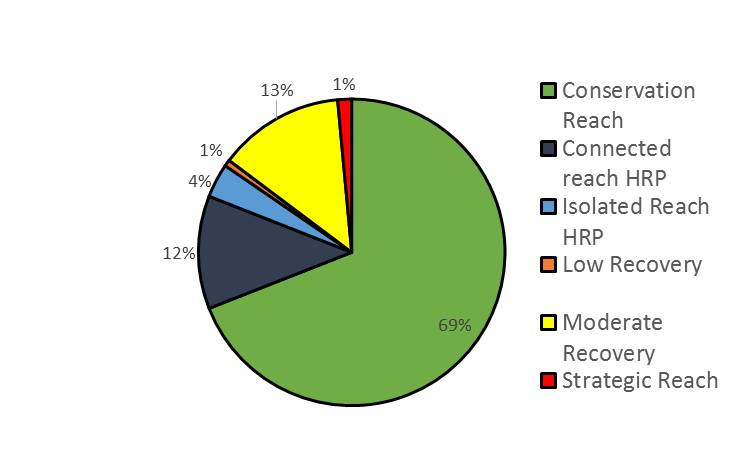 13%
1%
1%
4%
12%
69%
Conservation
Reach
Connected
reach HRP
Isolated Reach
HRP
Low Recovery
Moderate
Recovery
Strategic Reach